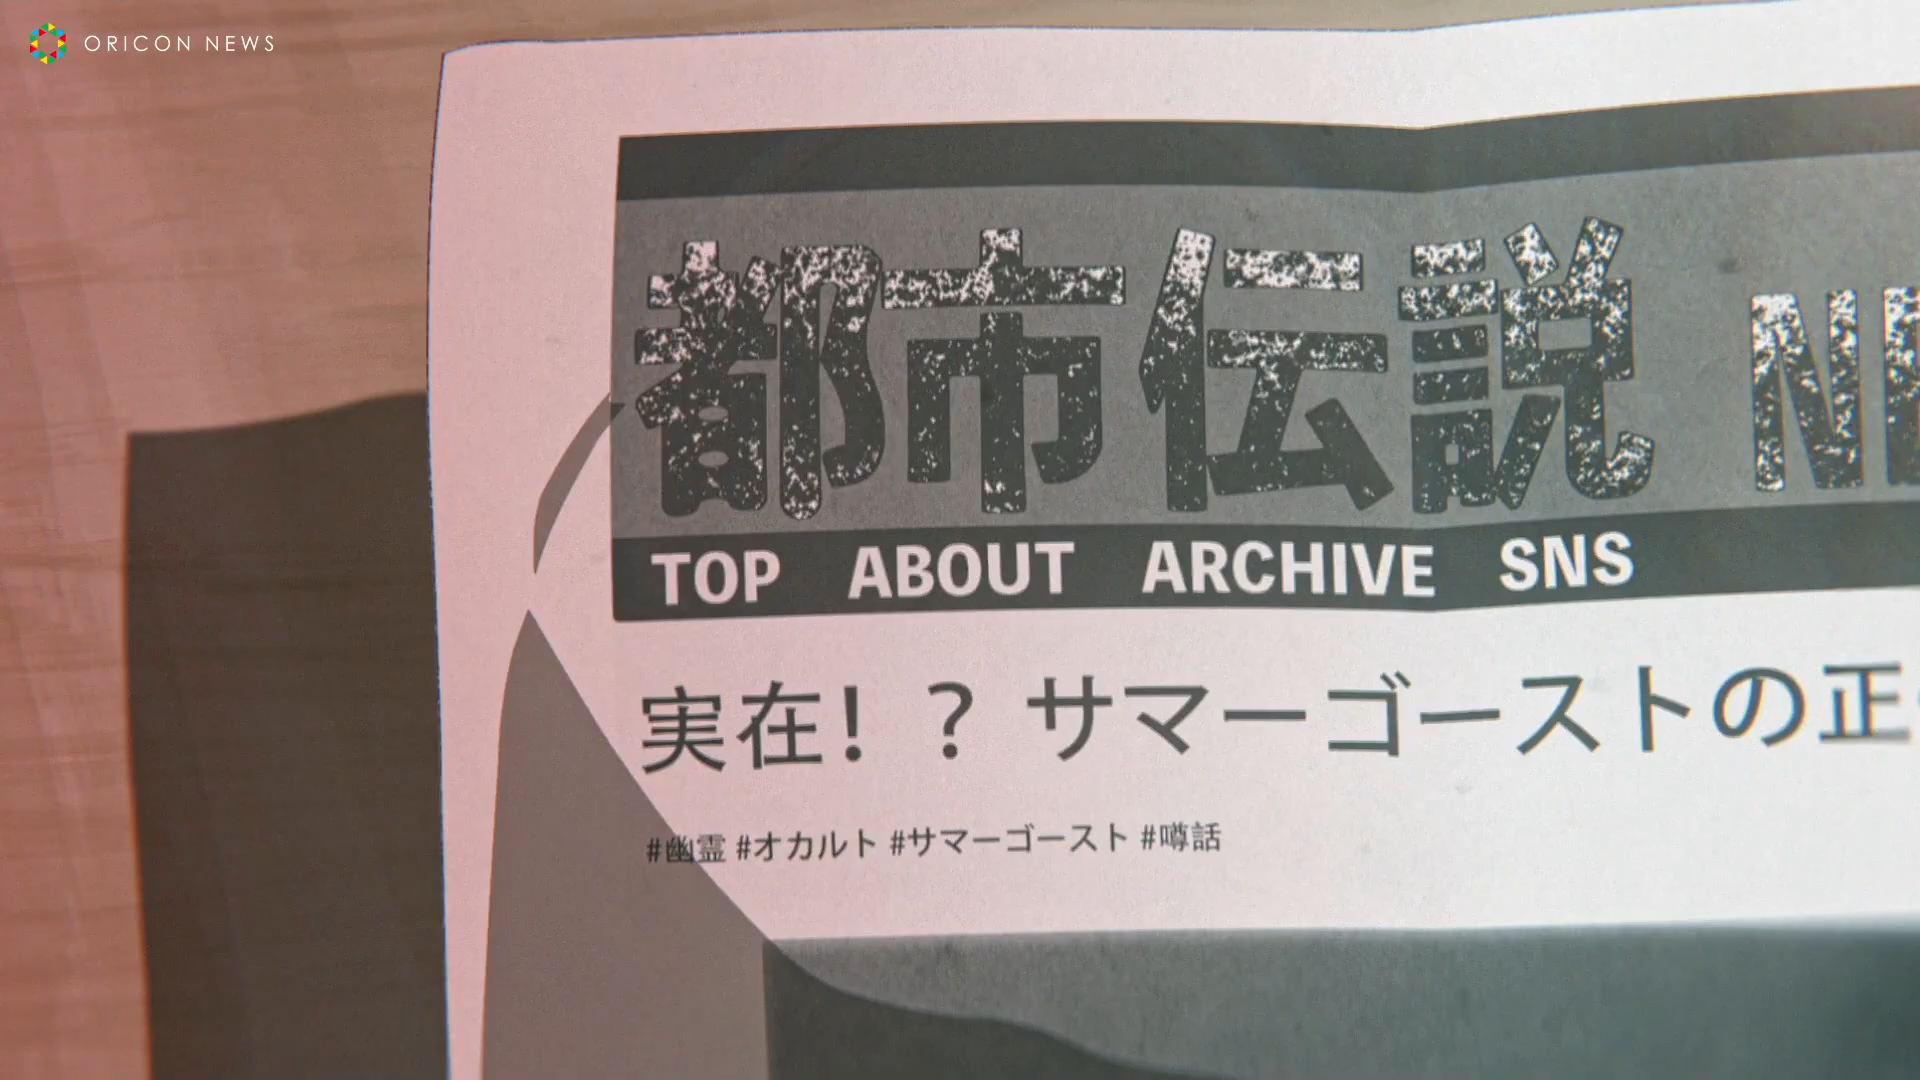 ORICON NEWS
都市伝説 N
TOP ABOUT ARCHIVE SNS
実在！？ サマーゴーストの正
#幽霊 #オカルト #サマーゴースト #噂話